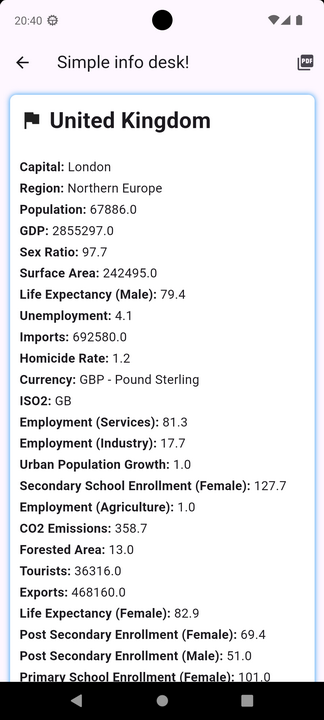 20:40
Simple info desk!
PDF
United Kingdom
Capital: London
Region: Northern Europe
Population: 67886.0
GDP: 2855297.0
Sex Ratio: 97.7
Surface Area: 242495.0
Life Expectancy (Male): 79.4
Unemployment: 4.1
Imports: 692580.0
Homicide Rate: 1.2
Currency: GBP - Pound Sterling
ISO2: GB
Employment (Services): 81.3
Employment (Industry): 17.7
Urban Population Growth: 1.0
Secondary School Enrollment (Female): 127.7
Employment (Agriculture): 1.0
CO2 Emissions: 358.7
Forested Area: 13.0
Tourists: 36316.0
Exports: 468160.0
Life Expectancy (Female): 82.9
Post Secondary Enrollment (Female): 69.4
Post Secondary Enrollment (Male): 51.0
Primary School Enrollment (Female): 101.0